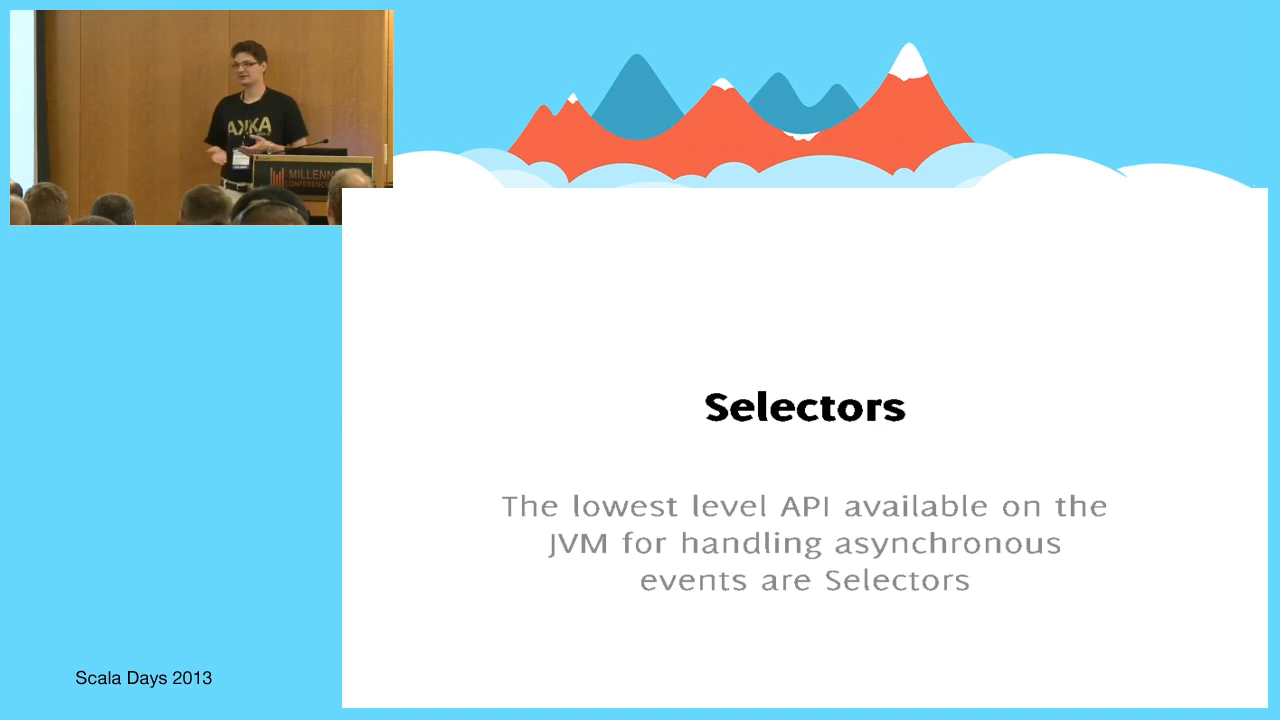 AKKA
MILLENN
CONFERENCE
Selectors
The lowest level API available on the
JVM for handling asynchronous
events are Selectors
Scala Days 2013